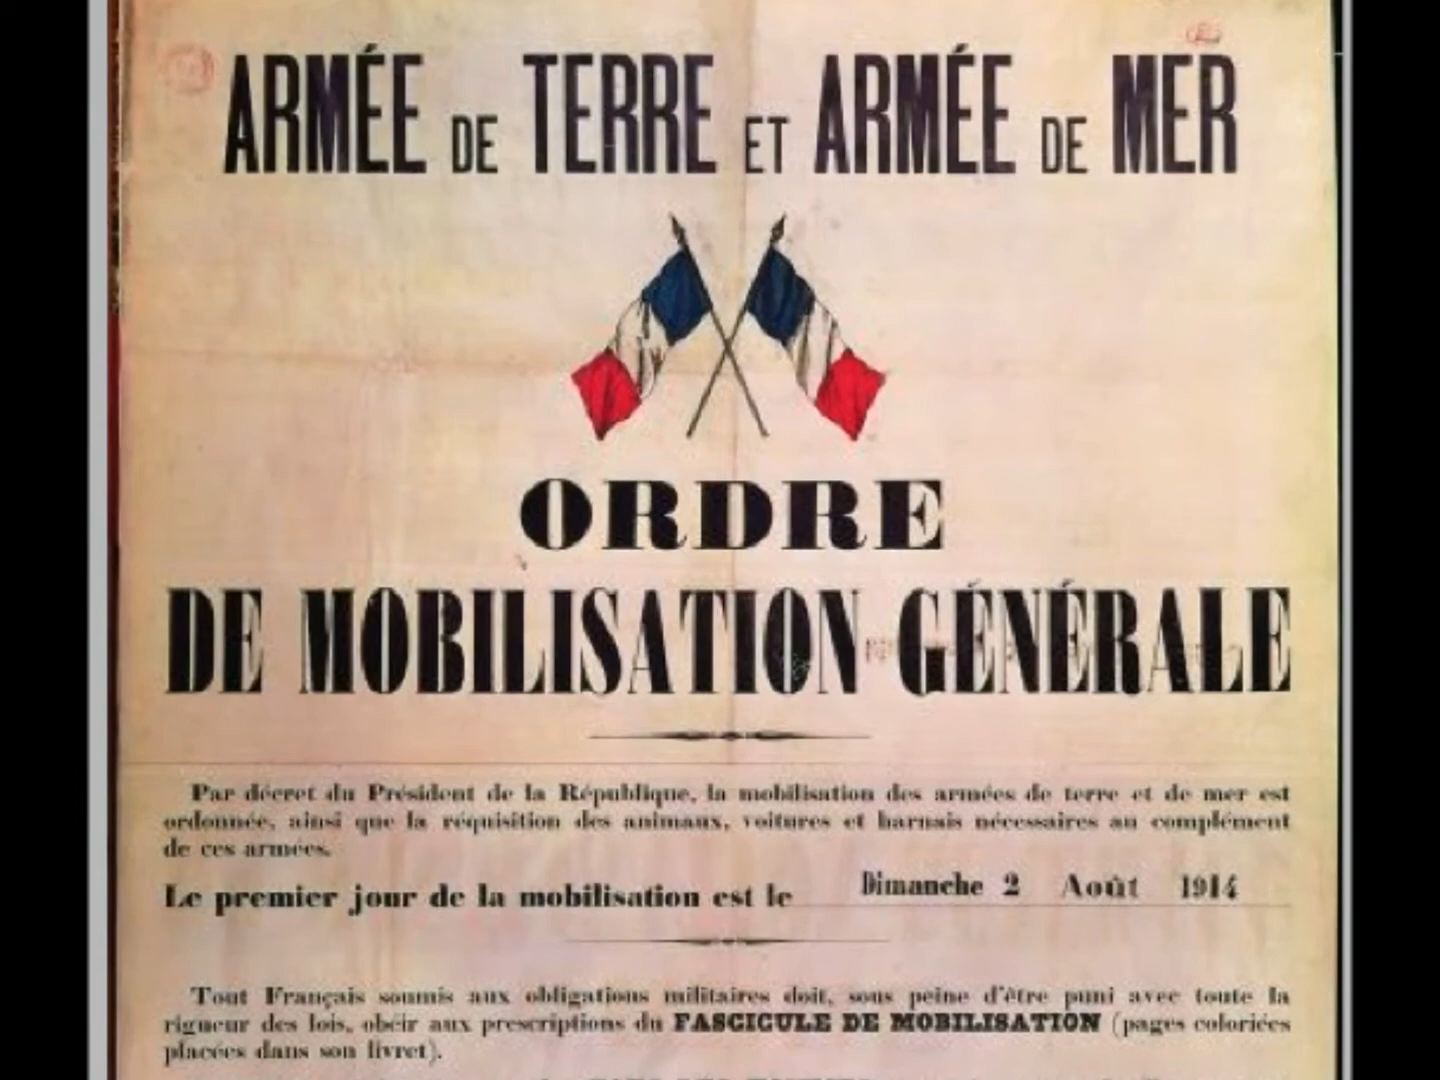 ARMÉE DE TERRE ET ARMÉE DE MER
ORDRE
DE MOBILISATION GÉNÉRALE
Par décret du Président de la République, la mobilisation des armées de terre et de mer est
ordonnée, ainsi que la réquisition des animaux, voitures et harnais nécessaires au complément
de ces armées.
Le premier jour de la mobilisation est le Dimanche 2 Août 1914
Tout Français soumis aux obligations militaires doit, sous peine d'être puni avec toute la
rigueur des lois, obéir aux prescriptions du FASCICULE DE MOBILISATION (pages coloriées
placées dans son livret).